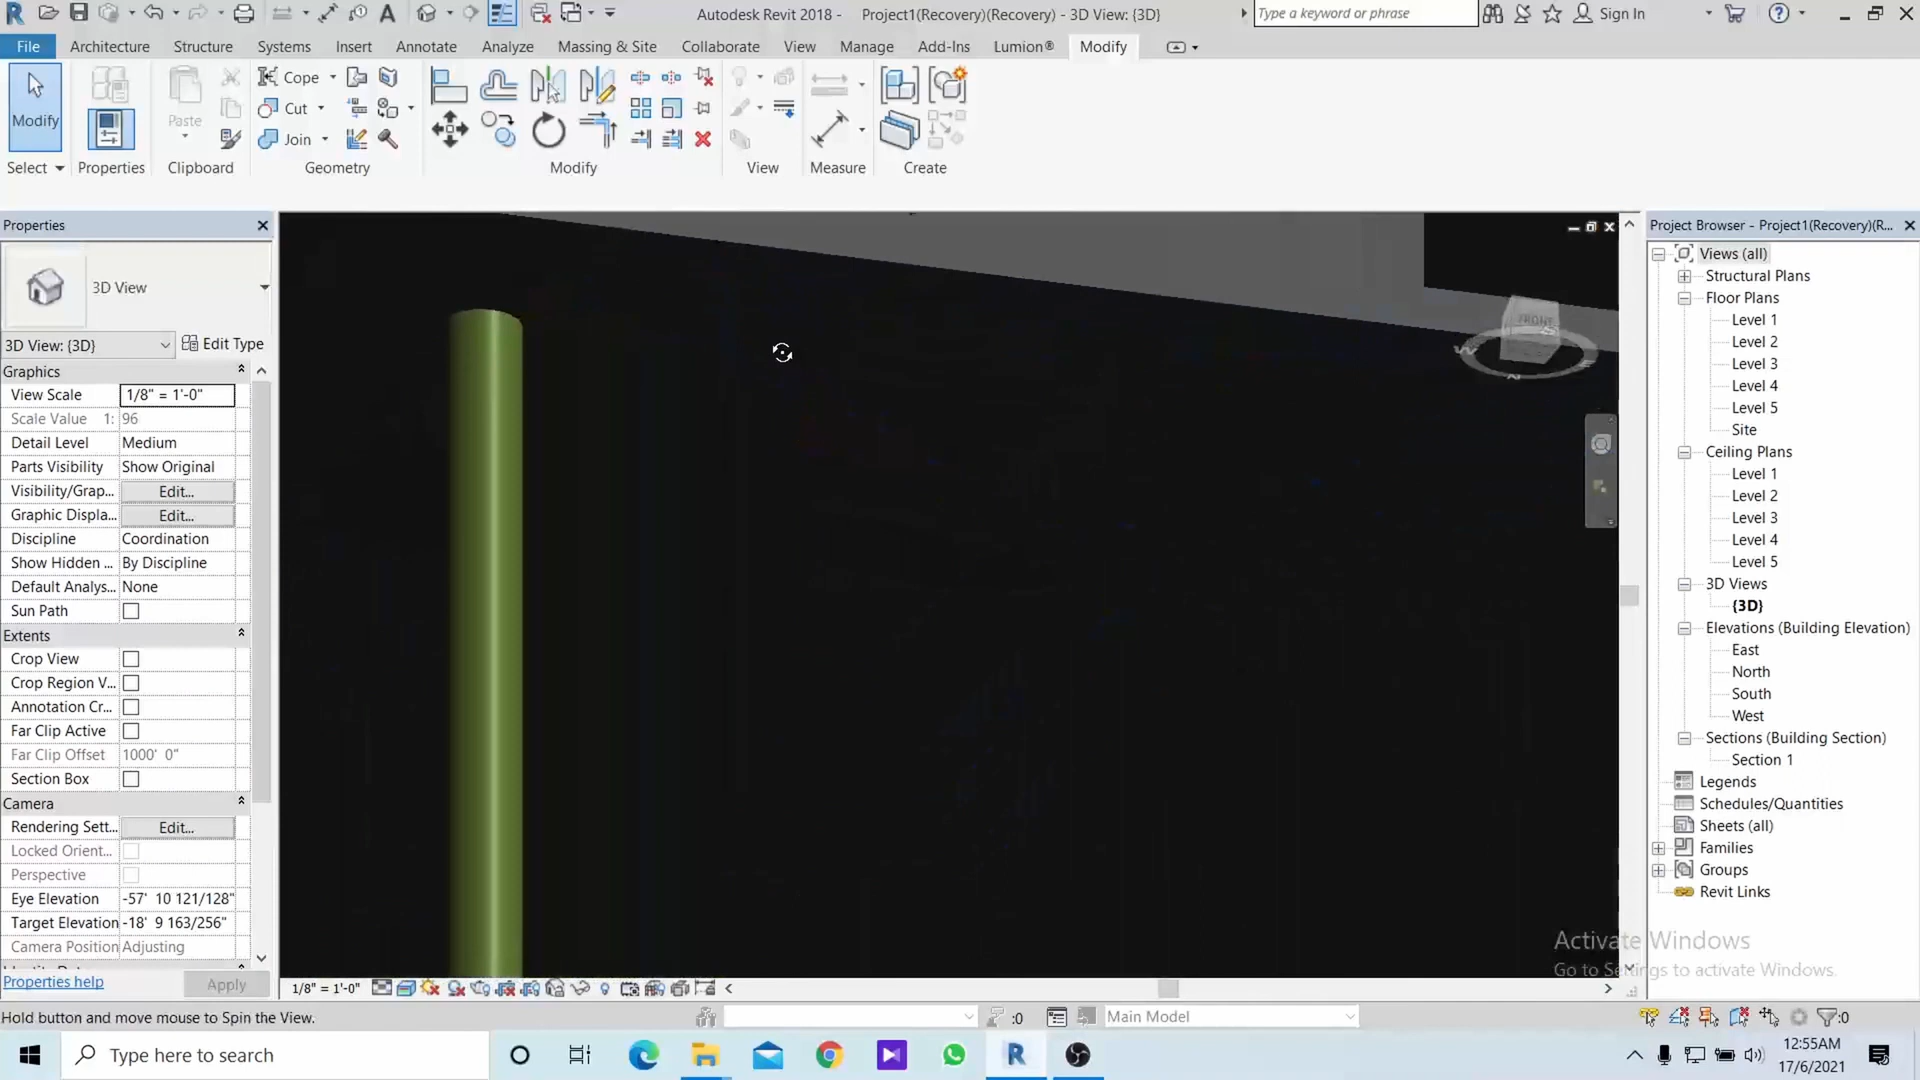 Autodesk Revit 2018 - Project1(Recovery)(Recovery) - 3D View: {3D}
Type a keyword or phrase
Sign In
File Architecture Structure Systems Insert Annotate Analyze Massing & Site Collaborate View Manage Add-Ins Lumion® Modify
Modify
Paste
Cope
Cut
Join
Select Properties Clipboard Geometry Modify View Measure Create
Properties
3D View
3D View: {3D}
Edit Type
Graphics
View Scale 1/8" = 1'-0"
Scale Value 1: 96
Detail Level Medium
Parts Visibility Show Original
Visibility/Grap... Edit...
Graphic Displa... Edit...
Discipline Coordination
Show Hidden ... By Discipline
Default Analys... None
Sun Path
Extents
Crop View
Crop Region V...
Annotation Cr...
Far Clip Active
Far Clip Offset 1000' 0"
Section Box
Camera
Rendering Sett... Edit...
Locked Orient...
Perspective
Eye Elevation -57' 10 121/128"
Target Elevation -18' 9 163/256"
Camera Position Adjusting
Properties help
Apply
FRONT
Project Browser - Project1(Recovery)(R...
Views (all)
Structural Plans
Floor Plans
Level 1
Level 2
Level 3
Level 4
Level 5
Site
Ceiling Plans
Level 1
Level 2
Level 3
Level 4
Level 5
3D Views
{3D}
Elevations (Building Elevation)
East
North
South
West
Sections (Building Section)
Section 1
Legends
Schedules/Quantities
Sheets (all)
Families
Groups
Revit Links
Activate Windows
Go to Settings to activate Windows.
1/8" = 1'-0"
Hold button and move mouse to Spin the View.
:0
Main Model
:0
Type here to search
12:55AM
17/6/2021